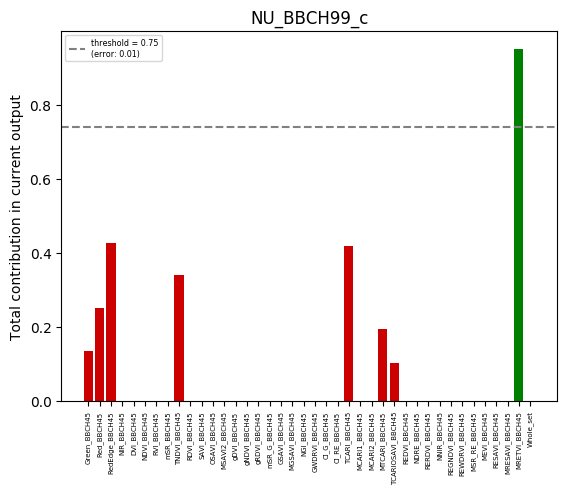 NU_BBCH99_c
threshold = 0.75
(error: 0.01)
Total contribution in current output
0.8
0.6
0.4
0.2
0.0
Green_BBCH45
Red_BBCH45
RedEdge_BBCH45
NIR_BBCH45
DVI_BBCH45
NDVI_BBCH45
RVI_BBCH45
mSR_BBCH45
TNDVI_BBCH45
RDVI_BBCH45
SAVI_BBCH45
OSAVI_BBCH45
MSAVI2_BBCH45
gDVI_BBCH45
gNDVI_BBCH45
gRDVI_BBCH45
mSR_G_BBCH45
GSAVI_BBCH45
MGSAVI_BBCH45
NGI_BBCH45
GWDRVI_BBCH45
CI_G_BBCH45
CI_RE_BBCH45
TCARI_BBCH45
MCARI1_BBCH45
MCARI2_BBCH45
MTCARI_BBCH45
TCARIOSAVI_BBCH45
REDVI_BBCH45
NDRE_BBCH45
RERDVI_BBCH45
NNIR_BBCH45
REGNDVI_BBCH45
REWDRVI_BBCH45
MSR_RE_BBCH45
MEVI_BBCH45
RESAVI_BBCH45
MRESAVI_BBCH45
MRETVI_BBCH45
Whole_set